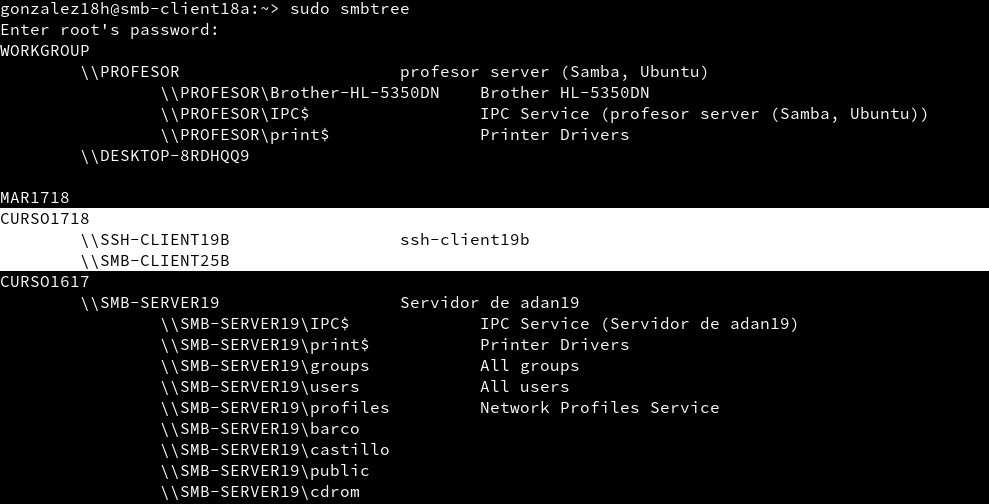 gonzalez18h@smb-client18a:~> sudo smbtree
Enter root's password:
WORKGROUP
        \\PROFESOR                      profesor server (Samba, Ubuntu)
                \\PROFESOR\Brother-HL-5350DN    Brother HL-5350DN
                \\PROFESOR\IPC$                 IPC Service (profesor server (Samba, Ubuntu))
                \\PROFESOR\print$               Printer Drivers
        \\DESKTOP-8RDHQQ9

MAR1718
CURSO1718
        \\SSH-CLIENT19B                 ssh-client19b
        \\SMB-CLIENT25B
CURSO1617
        \\SMB-SERVER19                  Servidor de adan19
                \\SMB-SERVER19\IPC$             IPC Service (Servidor de adan19)
                \\SMB-SERVER19\print$           Printer Drivers
                \\SMB-SERVER19\groups           All groups
                \\SMB-SERVER19\users            All users
                \\SMB-SERVER19\profiles         Network Profiles Service
                \\SMB-SERVER19\barco
                \\SMB-SERVER19\castillo
                \\SMB-SERVER19\public
                \\SMB-SERVER19\cdrom